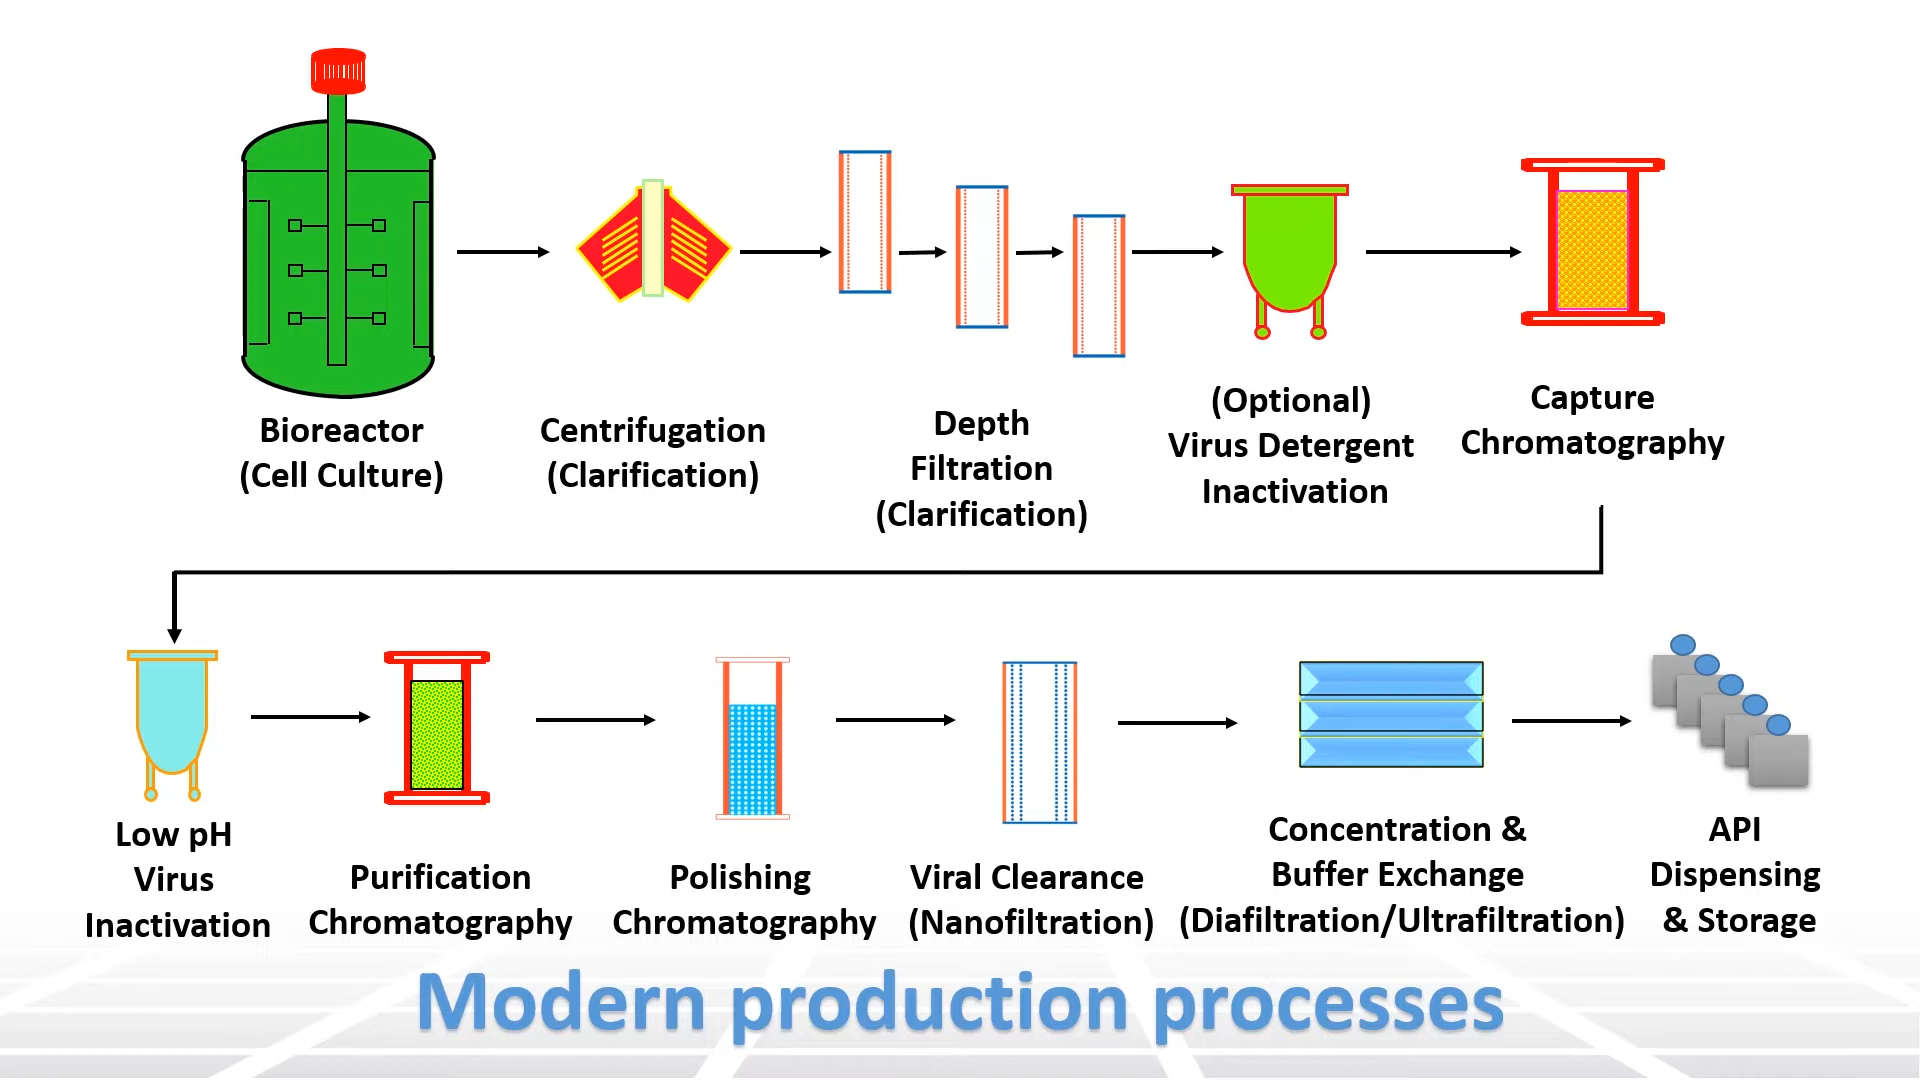 Bioreactor
(Cell Culture)
Centrifugation
(Clarification)
Depth
Filtration
(Clarification)
(Optional)
Virus Detergent
Inactivation
Capture
Chromatography
Low pH
Virus
Inactivation
Purification
Chromatography
Polishing
Chromatography
Viral Clearance
(Nanofiltration)
Concentration &
Buffer Exchange
(Diafiltration/Ultrafiltration)
API
Dispensing
& Storage
Modern production processes